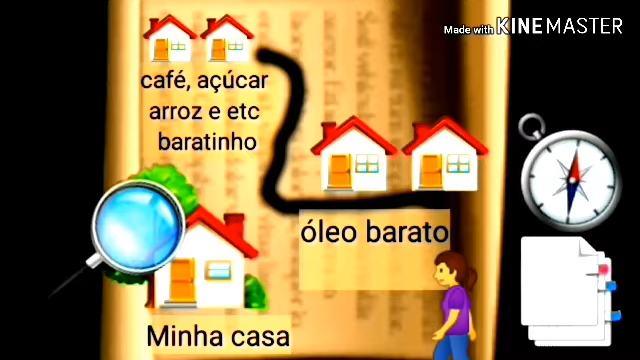 Made with KINEMASTER
café, açúcar
arroz e etc
baratinho
óleo barato
Minha casa